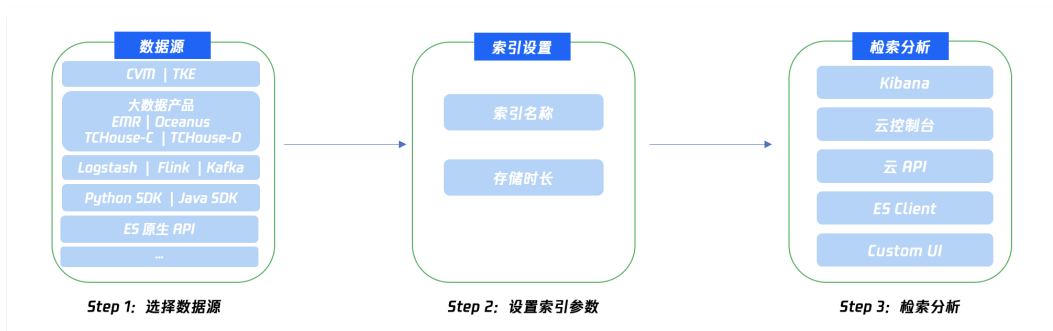 数据源
CVM | TKE
大数据产品
EMR | Oceanus
TCHouse-C | TCHouse-D
Logstash | Flink | Kafka
Python SDK | Java SDK
ES 原生 API
...
Step 1：选择数据源
索引设置
索引名称
存储时长
Step 2：设置索引参数
检索分析
Kibana
云控制台
云 API
ES Client
Custom UI
Step 3：检索分析